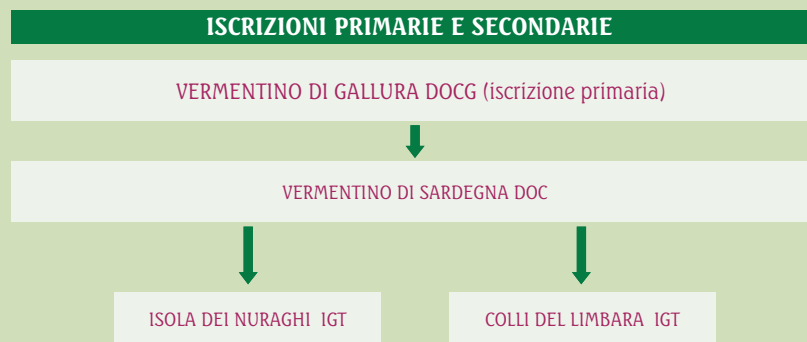 ISCRIZIONI PRIMARIE E SECONDARIE
VERMENTINO DI GALLURA DOCG (iscrizione primaria)
VERMENTINO DI SARDEGNA DOC
ISOLA DEI NURAGHI IGT
COLLI DEL LIMBARA IGT